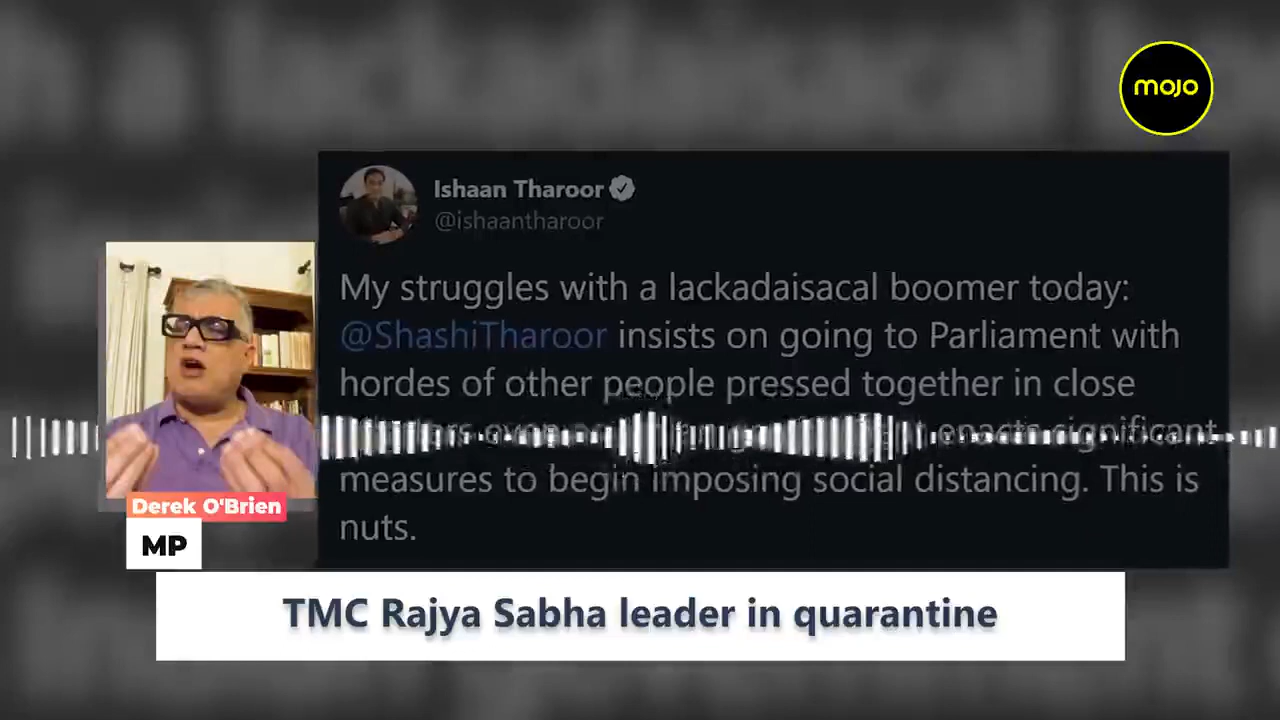 mojo
Ishaan Tharoor
@ishaantharoor
My struggles with a lackadaisacal boomer today:
@ShashiTharoor insists on going to Parliament with
hordes of other people pressed together in close
enacts significant
measures to begin imposing social distancing. This is
nuts.
Derek O'Brien
MP
TMC Rajya Sabha leader in quarantine